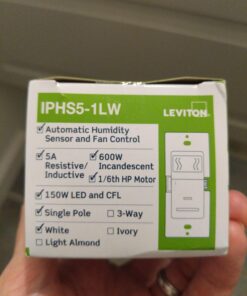 IPHS5-1LW
LEVITON
Automatic Humidity
Sensor and Fan Control
5A
Resistive/
Inductive
600W
Incandescent
1/6th HP Motor
150W LED and CFL
Single Pole
3-Way
White
Ivory
Light Almond